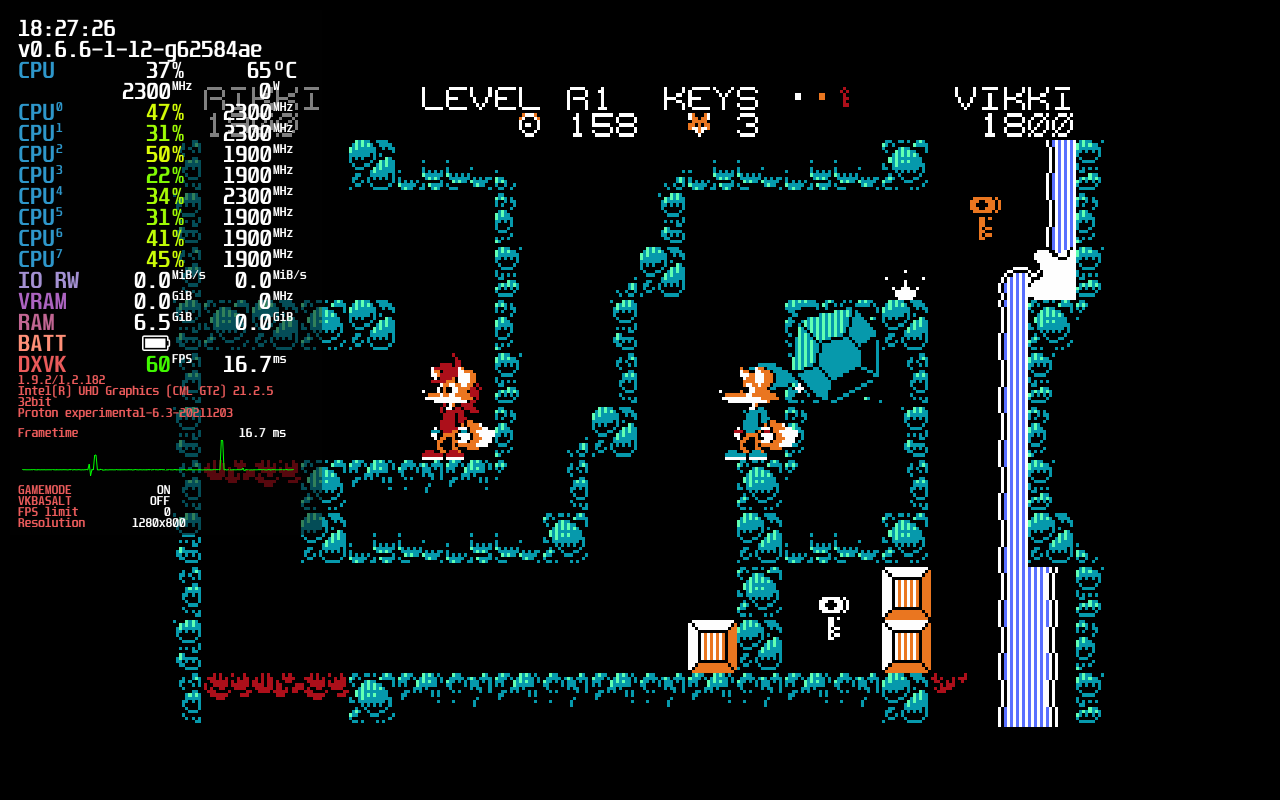 18:27:26
v0.6.6-1-12-g62584ae
CPU 37% 65°C
2300MHz 0W
CPU0 47% 2300MHz
CPU1 31% 2300MHz
CPU2 50% 1900MHz
CPU3 22% 1900MHz
CPU4 34% 2300MHz
CPU5 31% 1900MHz
CPU6 41% 1900MHz
CPU7 45% 1900MHz
IO RW 0.0MiB/s 0.0MiB/s
VRAM 0.0GiB 0MHz
RAM 6.5GiB 0.0GiB
BATT
DXVK 60FPS 16.7ms
1.9.2/1.2.182
Intel(R) UHD Graphics (CML GT2) 21.2.5
32bit
Proton experimental-6.3-20211203
Frametime 16.7 ms
GAMEMODE ON
VKBASALT OFF
FPS limit 0
Resolution 1280x800
RIKKI LEVEL A1 KEYS VIKKI
0 158 3 1800